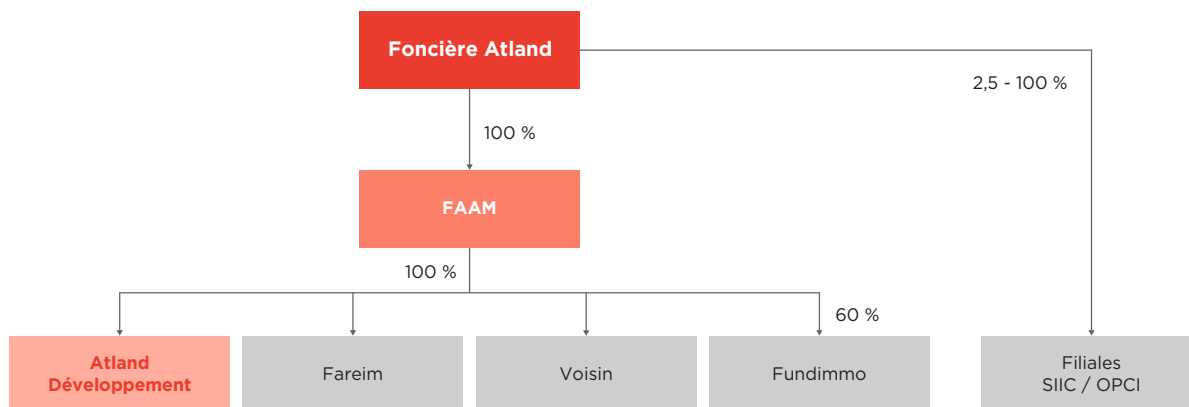 Foncière Atland
2,5 - 100 %
100 %
FAAM
100 %
60 %
Atland
Développement
Fareim
Voisin
Fundimmo
Filiales
SIIC / OPCI